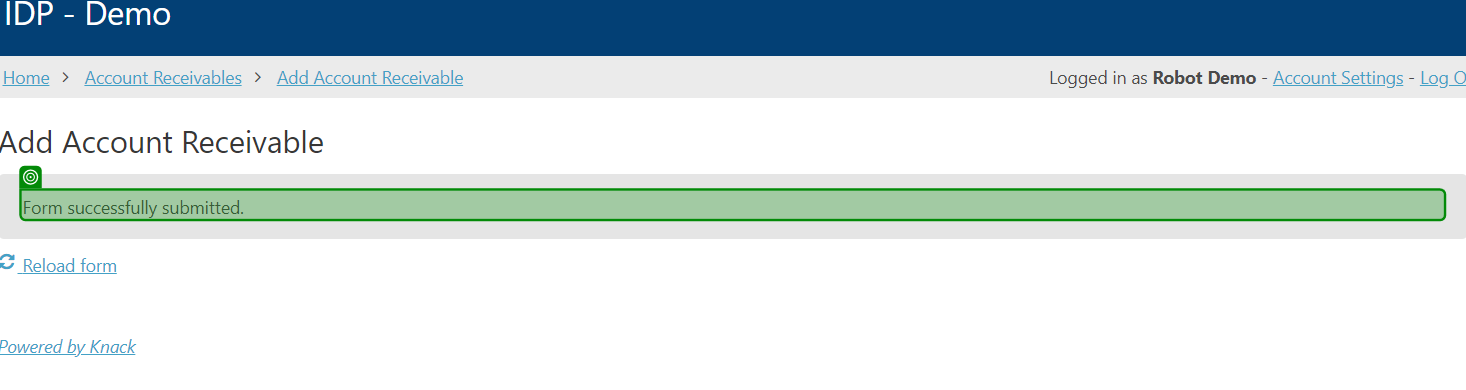 IDP - Demo
Home > Account Receivables > Add Account Receivable Logged in as Robot Demo - Account Settings - Log O
Add Account Receivable
Form successfully submitted.
Reload form
Powered by Knack